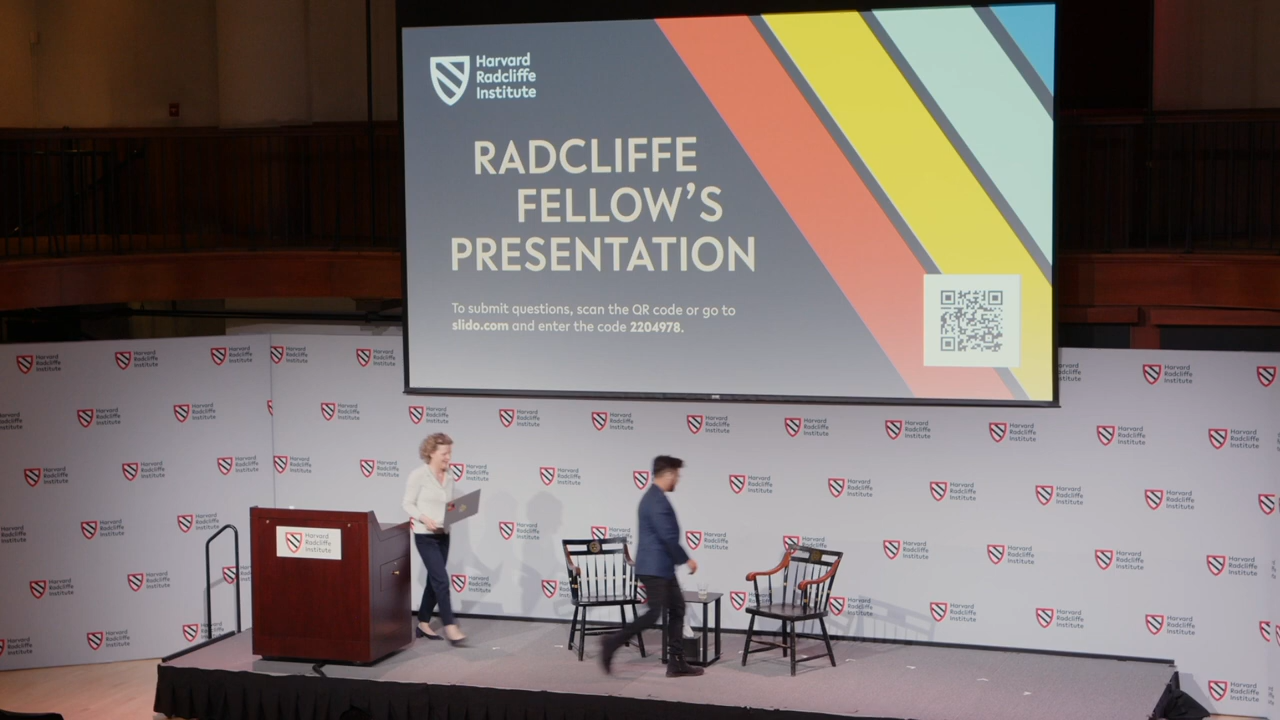 Harvard
Radcliffe
Institute
RADCLIFFE
FELLOW'S
PRESENTATION
To submit questions, scan the QR code or go to
slido.com and enter the code 2204978.
Harvard
Radcliffe
Institute